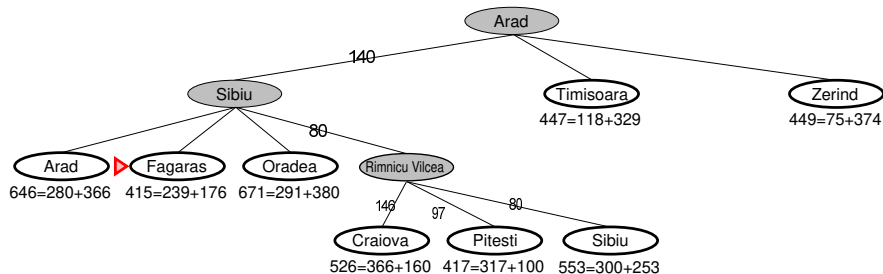 Arad
140
Sibiu
Timisoara
Zerind
447=118+329
449=75+374
80
Arad
Fagaras
Oradea
Rimnicu Vilcea
646=280+366
415=239+176
671=291+380
146
97
80
Craiova
Pitesti
Sibiu
526=366+160
417=317+100
553=300+253